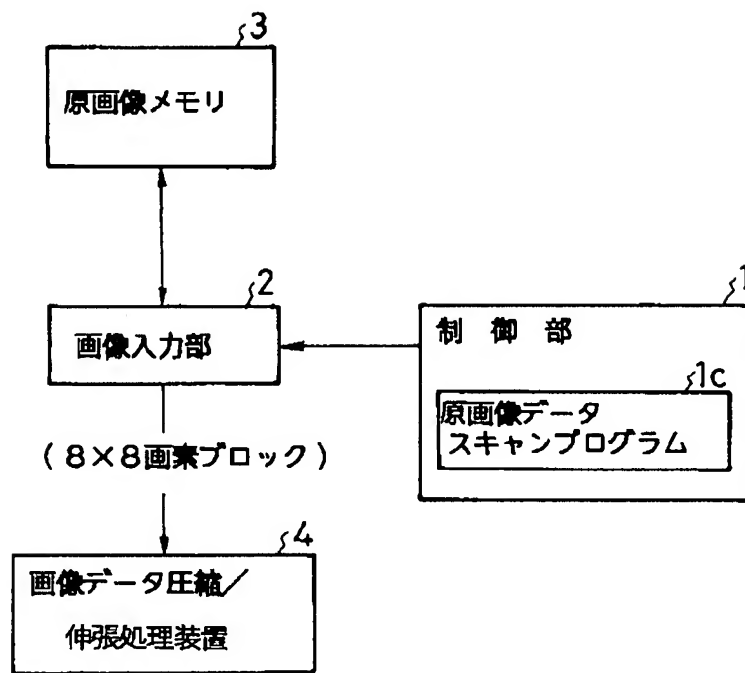 3
原画像メモリ
2
画像入力部
1
制 御 部
1c
原画像データ
スキャンプログラム
(8×8画素ブロック)
4
画像データ圧縮/
伸張処理装置